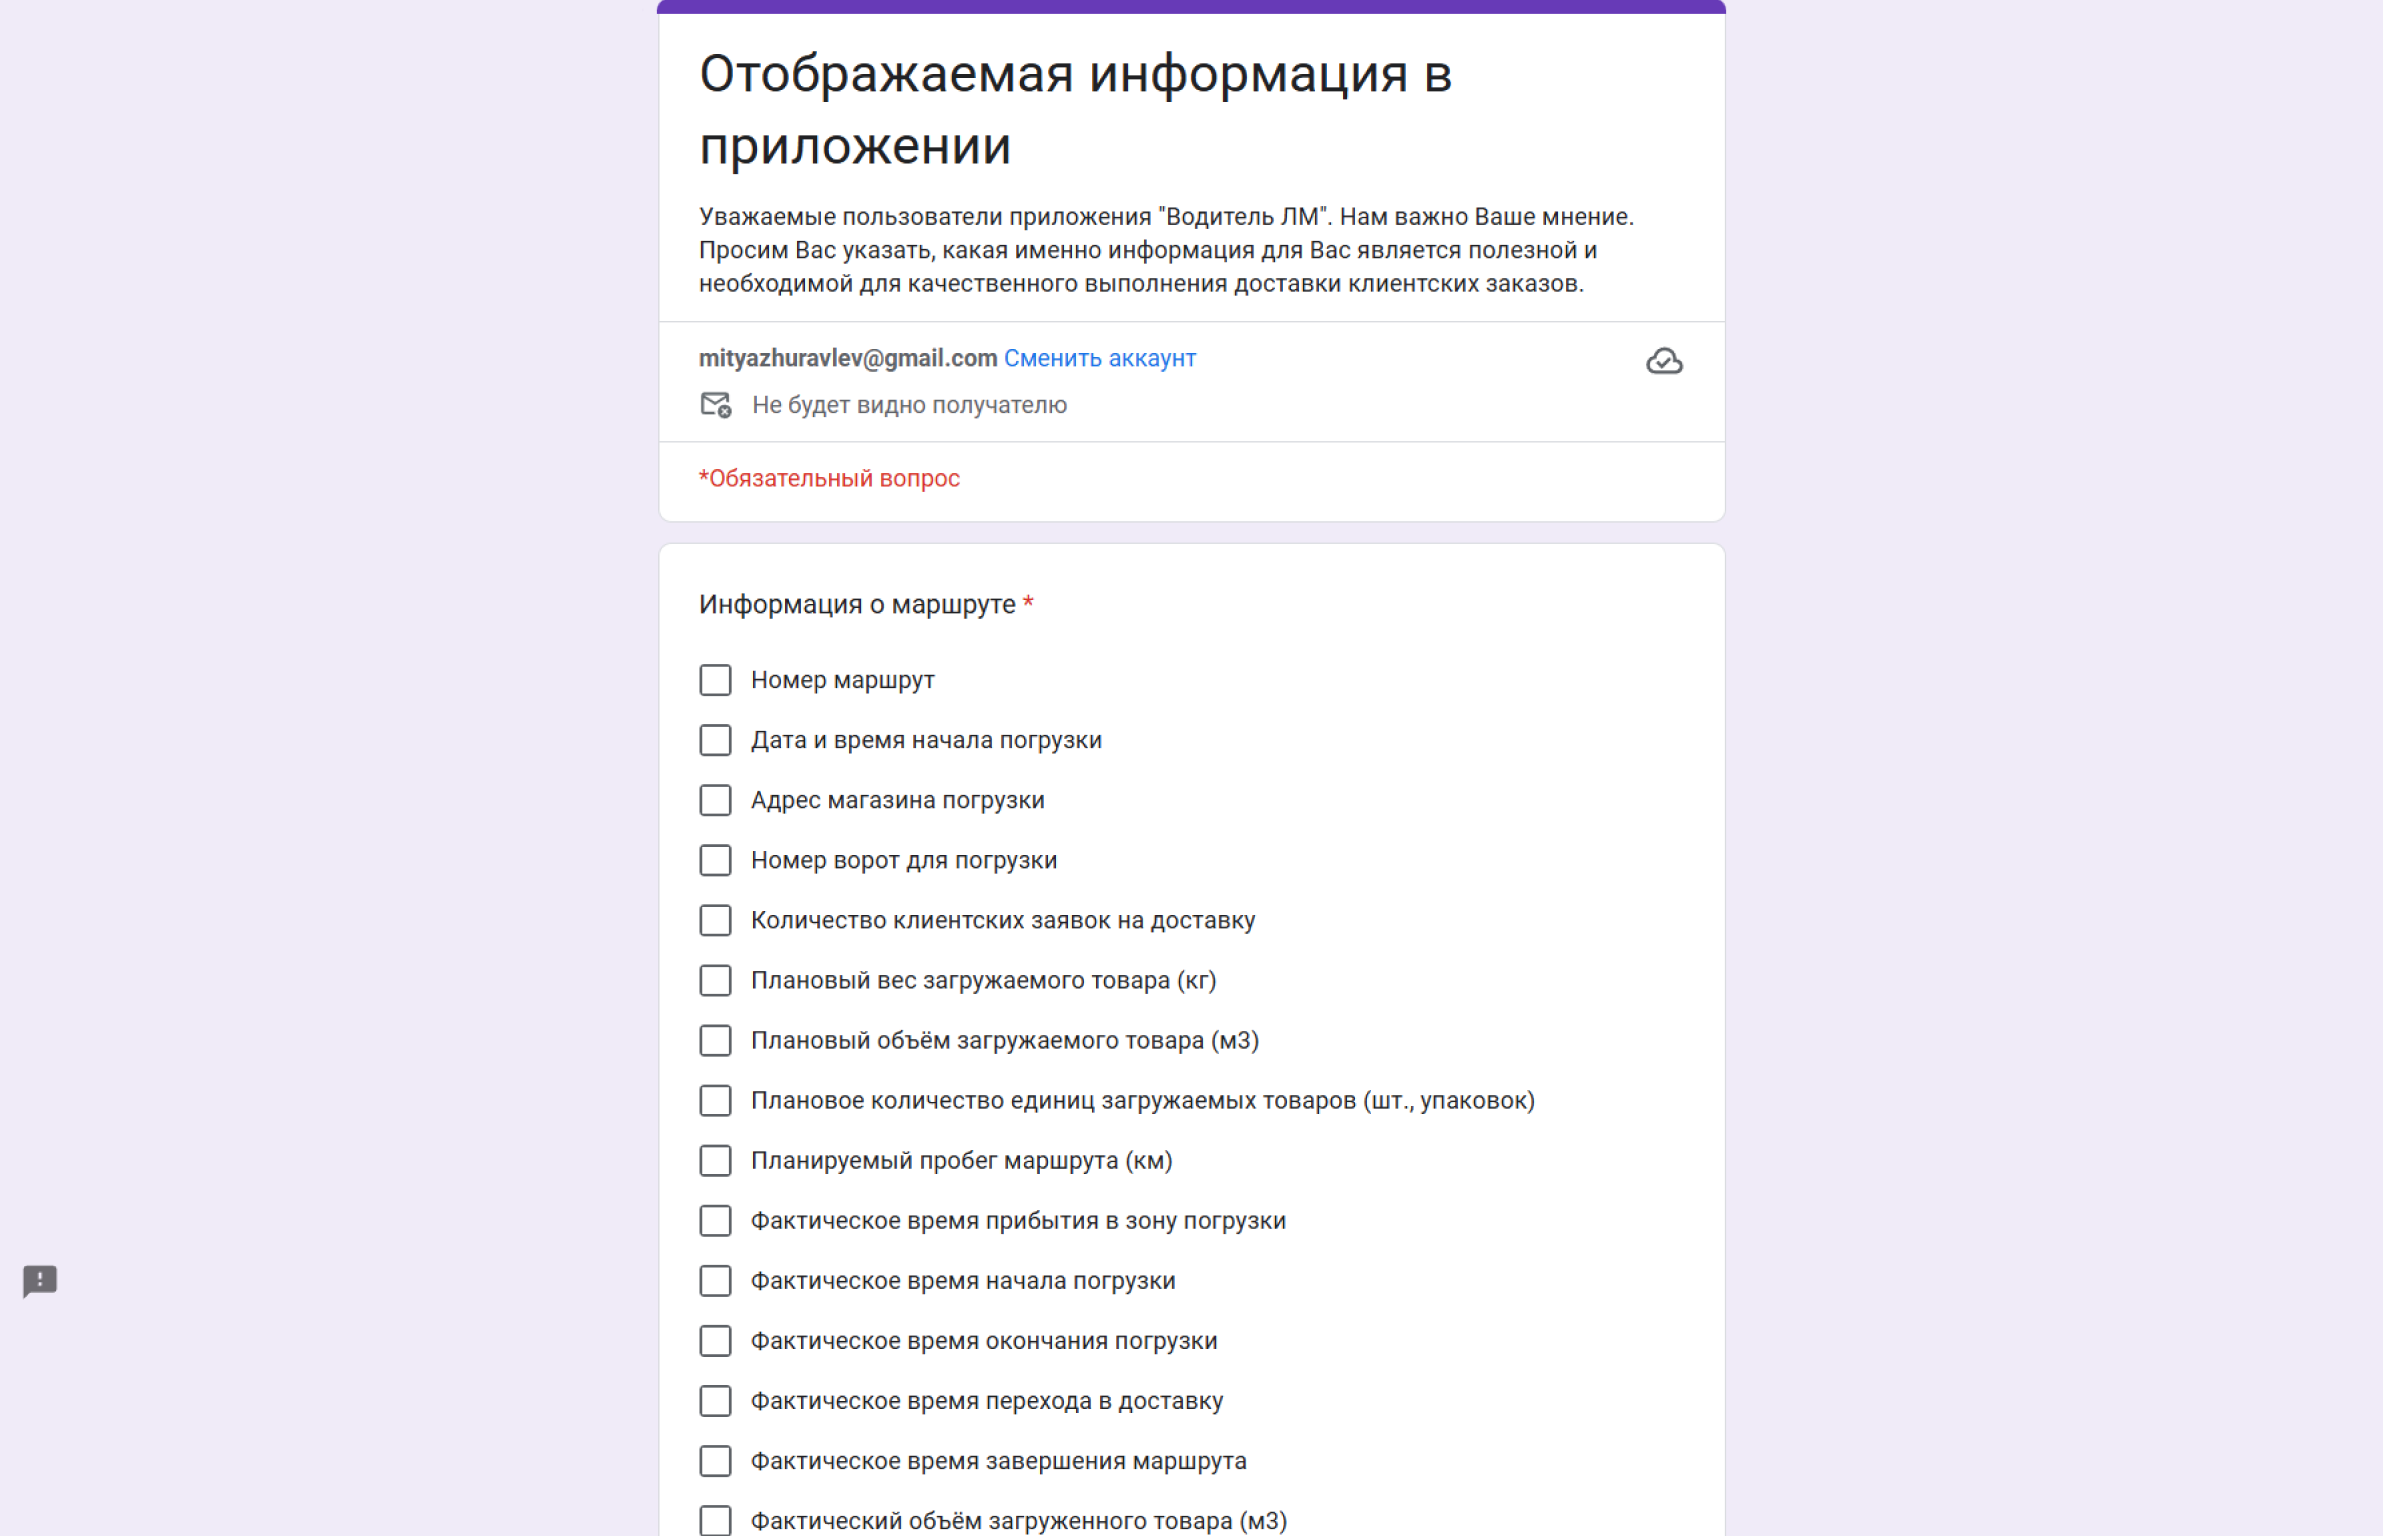 Отображаемая информация в
приложении
Уважаемые пользователи приложения "Водитель ЛМ". Нам важно Ваше мнение.
Просим Вас указать, какая именно информация для Вас является полезной и
необходимой для качественного выполнения доставки клиентских заказов.
mityazhuravlev@gmail.com Сменить аккаунт
Не будет видно получателю
*Обязательный вопрос
Информация о маршруте *
Номер маршрут
Дата и время начала погрузки
Адрес магазина погрузки
Номер ворот для погрузки
Количество клиентских заявок на доставку
Плановый вес загружаемого товара (кг)
Плановый объём загружаемого товара (м3)
Плановое количество единиц загружаемых товаров (шт., упаковок)
Планируемый пробег маршрута (км)
Фактическое время прибытия в зону погрузки
Фактическое время начала погрузки
Фактическое время окончания погрузки
Фактическое время перехода в доставку
Фактическое время завершения маршрута
Фактический объём загруженного товара (м3)